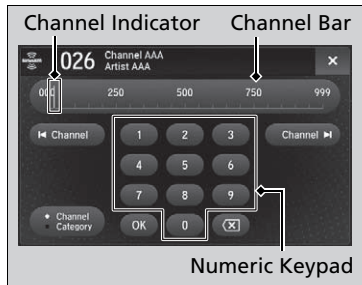 Channel Indicator Channel Bar
026 Channel AAA
Artist AAA
000 250 500 750 999
Channel 1 2 3 Channel
4 5 6
7 8 9
Channel
Category
OK 0
Numeric Keypad